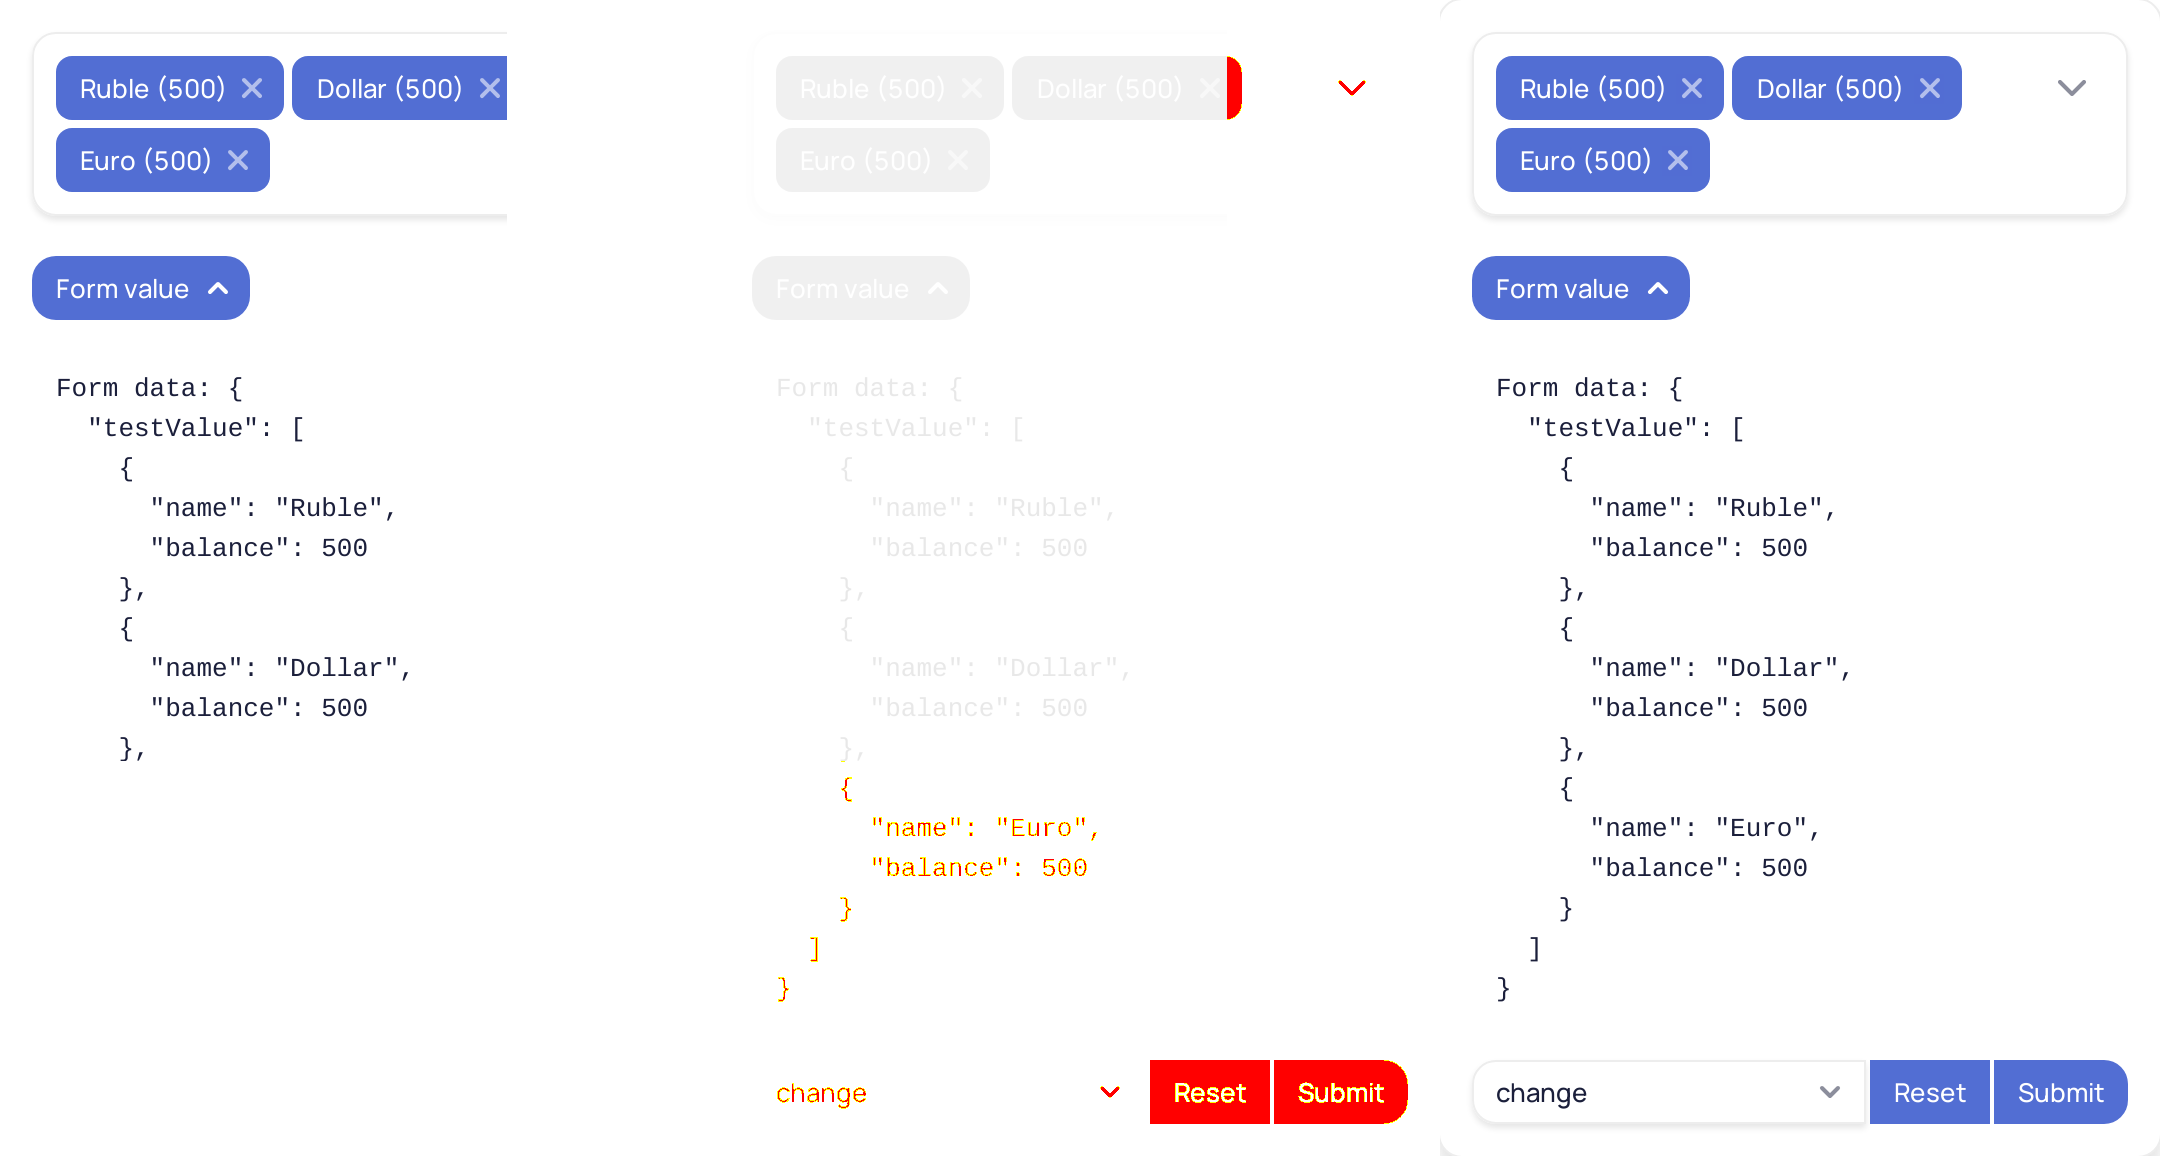 Ruble (500) Dollar (500)
Euro (500)
Form value
Form data: {
  "testValue": [
    {
      "name": "Ruble",
      "balance": 500
    },
    {
      "name": "Dollar",
      "balance": 500
    },
Ruble (500) Dollar (500)
Euro (500)
Form value
Form data: {
  "testValue": [
    {
      "name": "Ruble",
      "balance": 500
    },
    {
      "name": "Dollar",
      "balance": 500
    },
    {
      "name": "Euro",
      "balance": 500
    }
  ]
}
change Reset Submit
Ruble (500) Dollar (500)
Euro (500)
Form value
Form data: {
  "testValue": [
    {
      "name": "Ruble",
      "balance": 500
    },
    {
      "name": "Dollar",
      "balance": 500
    },
    {
      "name": "Euro",
      "balance": 500
    }
  ]
}
change Reset Submit